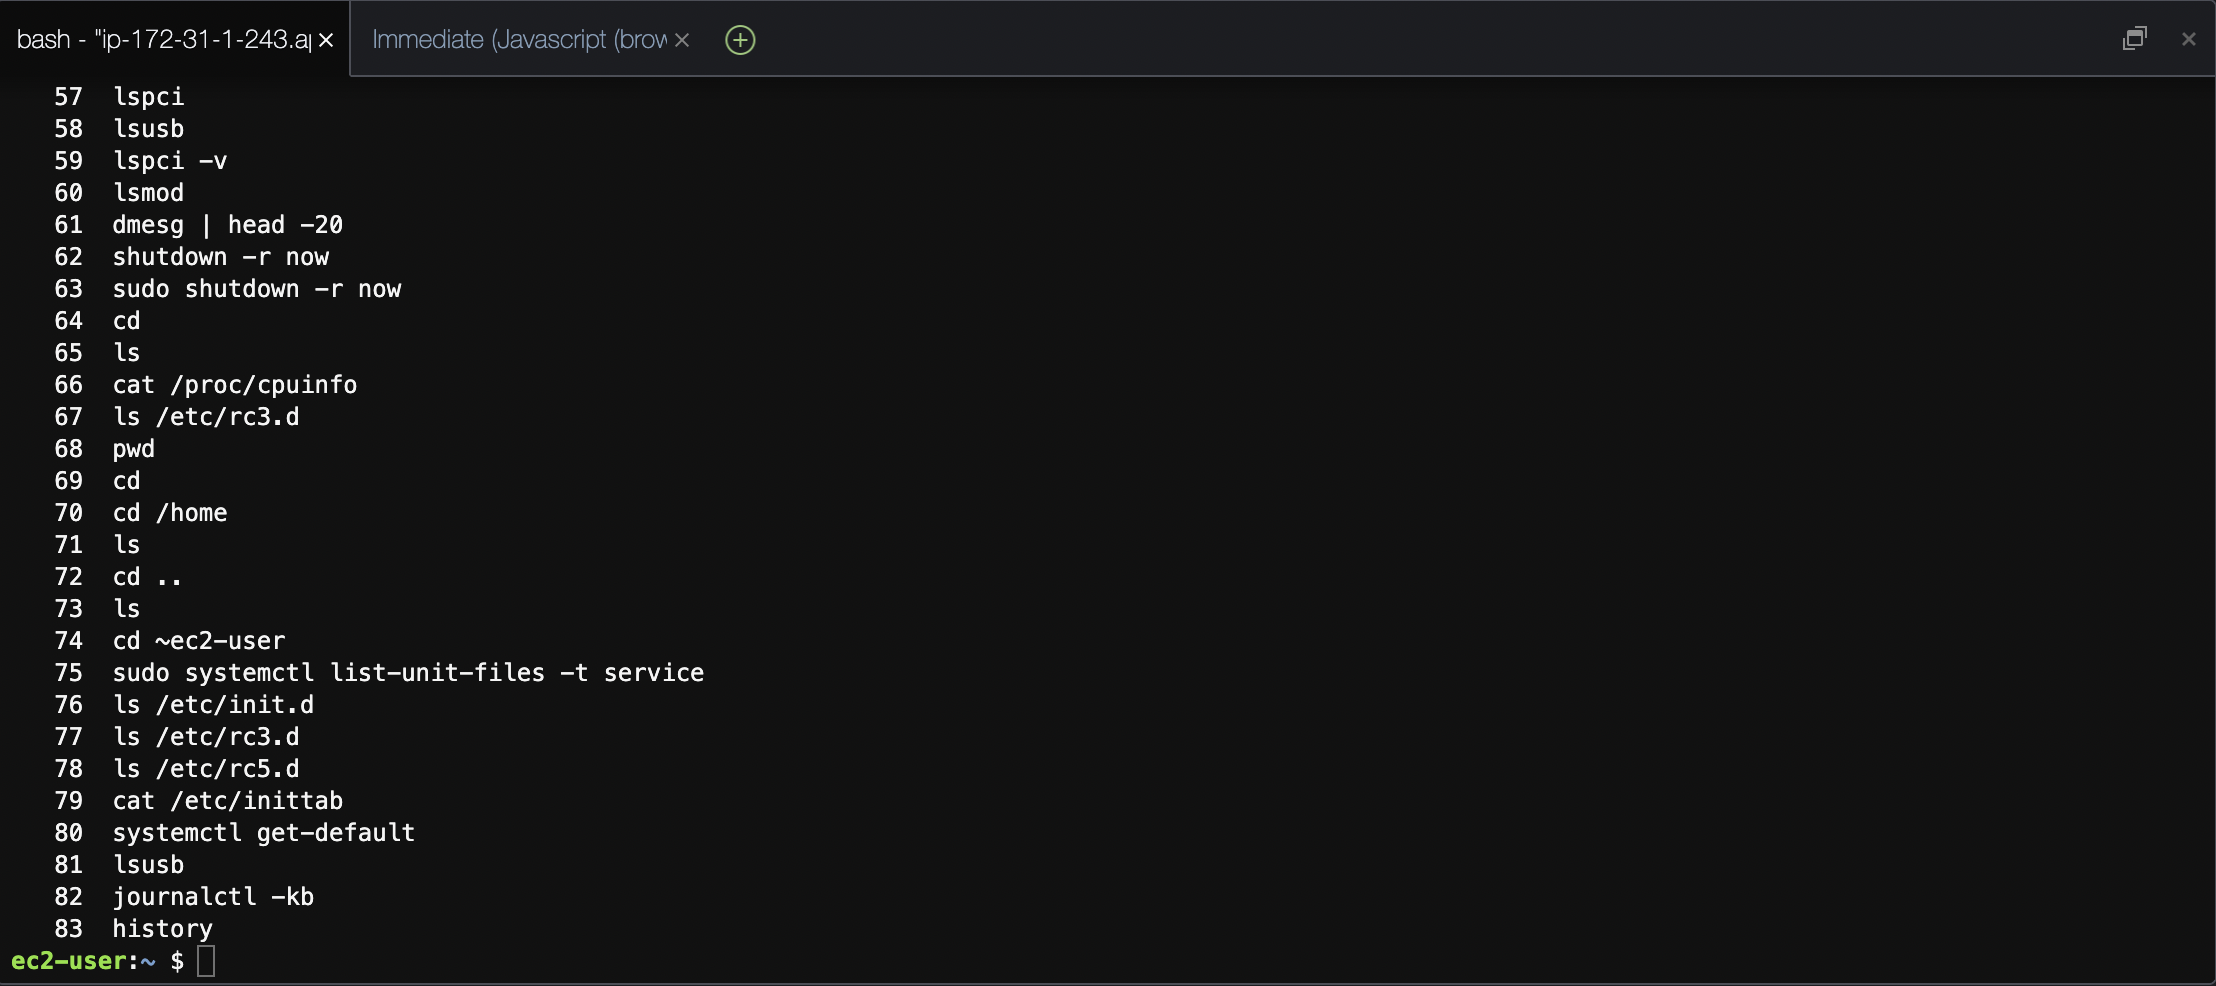 bash - "ip-172-31-1-243.a
Immediate (Javascript (brow
57 lspci
58 lsusb
59 lspci -v
60 lsmod
61 dmesg | head -20
62 shutdown -r now
63 sudo shutdown -r now
64 cd
65 ls
66 cat /proc/cpuinfo
67 ls /etc/rc3.d
68 pwd
69 cd
70 cd /home
71 ls
72 cd ..
73 ls
74 cd ~ec2-user
75 sudo systemctl list-unit-files -t service
76 ls /etc/init.d
77 ls /etc/rc3.d
78 ls /etc/rc5.d
79 cat /etc/inittab
80 systemctl get-default
81 lsusb
82 journalctl -kb
83 history
ec2-user:~ $